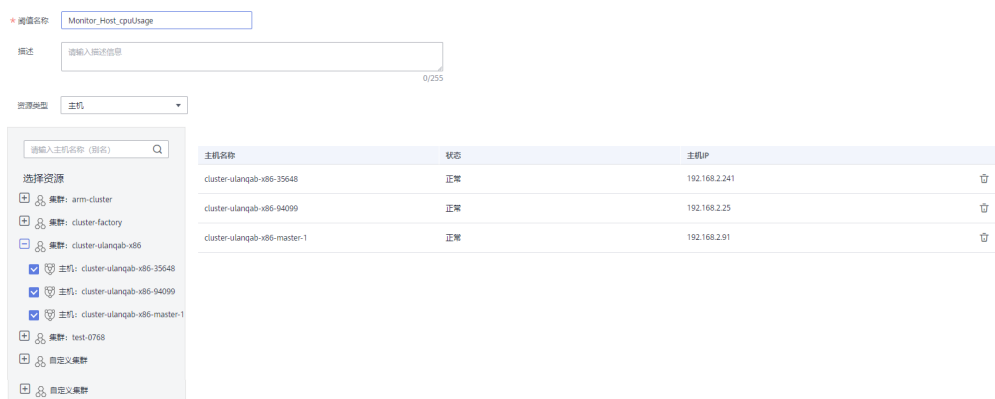 * 阈值名称 Monitor_Host_cpuUsage
描述 请输入描述信息
0/255
资源类型 主机
请输入主机名称（别名）
选择资源
集群：arm-cluster
集群：cluster-factory
集群：cluster-ulanqab-x86
主机：cluster-ulanqab-x86-35648
主机：cluster-ulanqab-x86-94099
主机：cluster-ulanqab-x86-master-1
集群：test-0768
自定义集群
自定义集群
主机名称 状态 主机IP
cluster-ulanqab-x86-35648 正常 192.168.2.241
cluster-ulanqab-x86-94099 正常 192.168.2.25
cluster-ulanqab-x86-master-1 正常 192.168.2.91